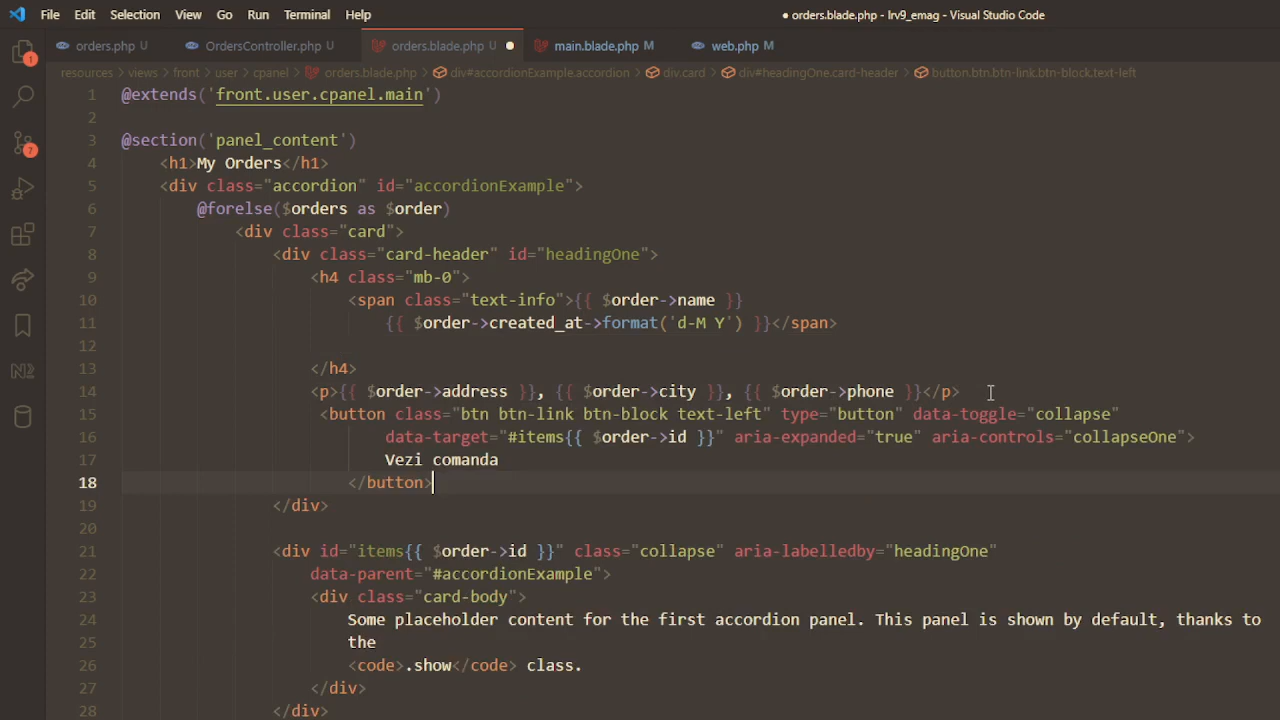 File Edit Selection View Go Run Terminal Help ● orders.blade.php - lrv9_emag - Visual Studio Code
orders.php U OrdersController.php U orders.blade.php U ● main.blade.php M web.php M
resources > views > front > user > cpanel > orders.blade.php > div#accordionExample.accordion > div.card > div#headingOne.card-header > button.btn.btn-link.btn-block.text-left
1 @extends('front.user.cpanel.main')
2
3 @section('panel_content')
4 <h1>My Orders</h1>
5 <div class="accordion" id="accordionExample">
6 @forelse($orders as $order)
7 <div class="card">
8 <div class="card-header" id="headingOne">
9 <h4 class="mb-0">
10 <span class="text-info">{{ $order->name }}
11 {{ $order->created_at->format('d-M Y') }}</span>
12
13 </h4>
14 <p>{{ $order->address }}, {{ $order->city }}, {{ $order->phone }}</p>
15 <button class="btn btn-link btn-block text-left" type="button" data-toggle="collapse"
16 data-target="#items{{ $order->id }}" aria-expanded="true" aria-controls="collapseOne">
17 Vezi comanda
18 </button>
19 </div>
20
21 <div id="items{{ $order->id }}" class="collapse" aria-labelledby="headingOne"
22 data-parent="#accordionExample">
23 <div class="card-body">
24 Some placeholder content for the first accordion panel. This panel is shown by default, thanks to
25 the
26 <code>.show</code> class.
27 </div>
28 </div>
1
7